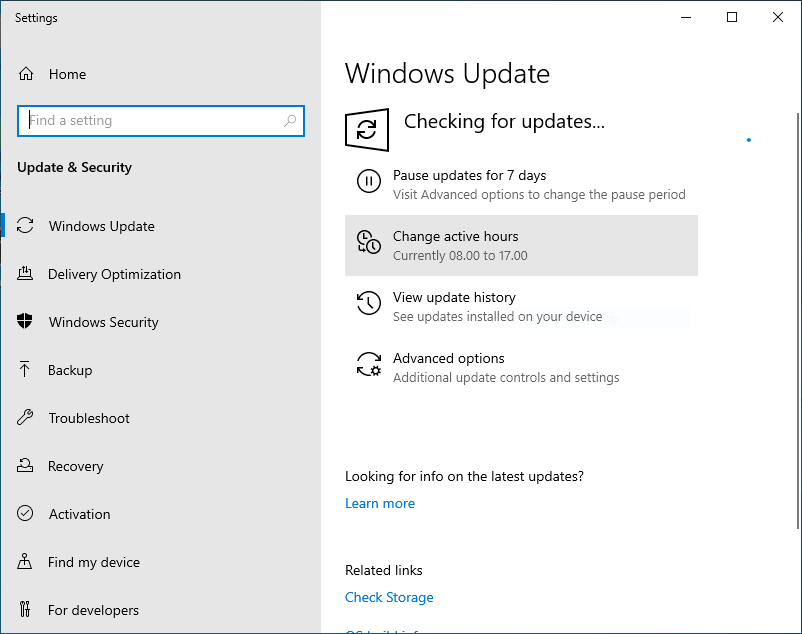 Settings
Home
Find a setting
Update & Security
Windows Update
Delivery Optimization
Windows Security
Backup
Troubleshoot
Recovery
Activation
Find my device
For developers
Windows Update
Checking for updates...
Pause updates for 7 days
Visit Advanced options to change the pause period
Change active hours
Currently 08.00 to 17.00
View update history
See updates installed on your device
Advanced options
Additional update controls and settings
Looking for info on the latest updates?
Learn more
Related links
Check Storage